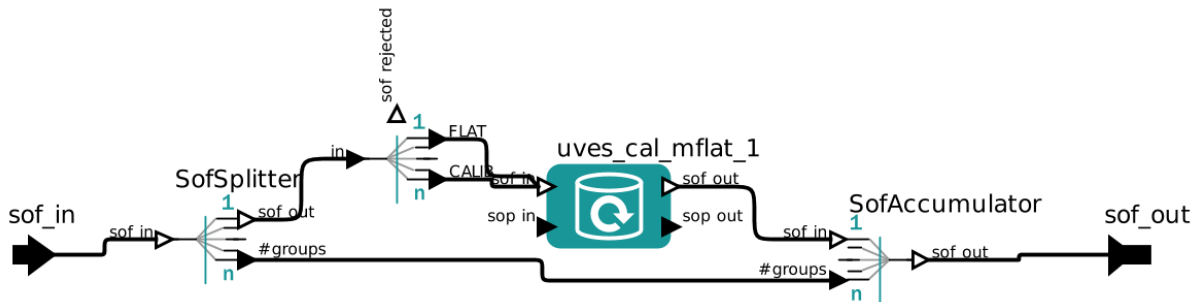 sof rejected
1
FLAT
in
CALIB
n
uves_cal_mflat_1
sof in
sof out
sop in
sop out
SofSplitter
1
sof out
sof_in
sof in
#groups
n
SofAccumulator
1
sof in
sof out
#groups
n
sof_out